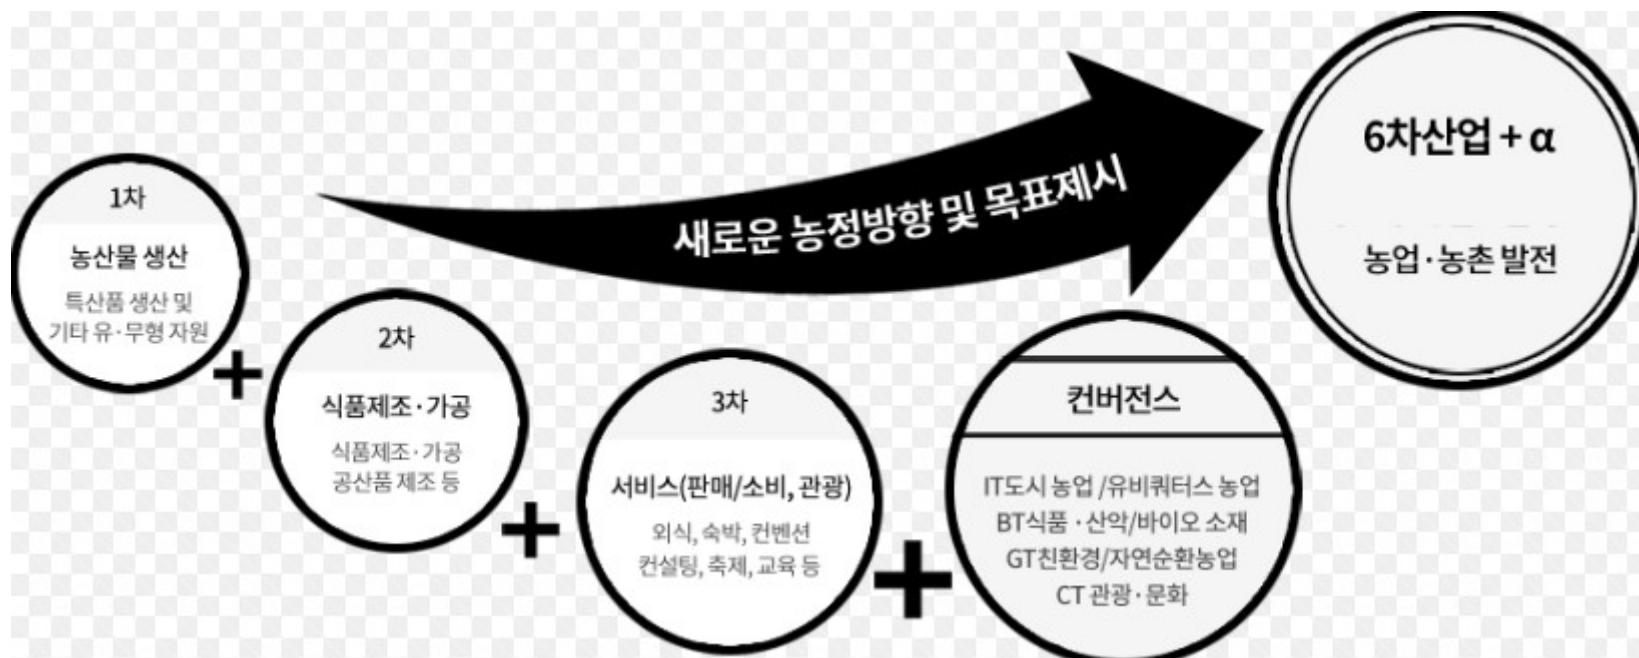 1차
농산물 생산
특산품 생산 및
기타 유·무형 자원
+
2차
식품제조·가공
식품제조·가공
공산품 제조 등
+
3차
서비스(판매/소비, 관광)
외식, 숙박, 컨벤션
컨설팅, 축제, 교육 등
+
컨버전스
IT도시 농업 /유비쿼터스 농업
BT식품 ·산악/바이오 소재
GT친환경/자연순환농업
CT 관광·문화
새로운 농정방향 및 목표제시
6차산업 + α
농업·농촌 발전